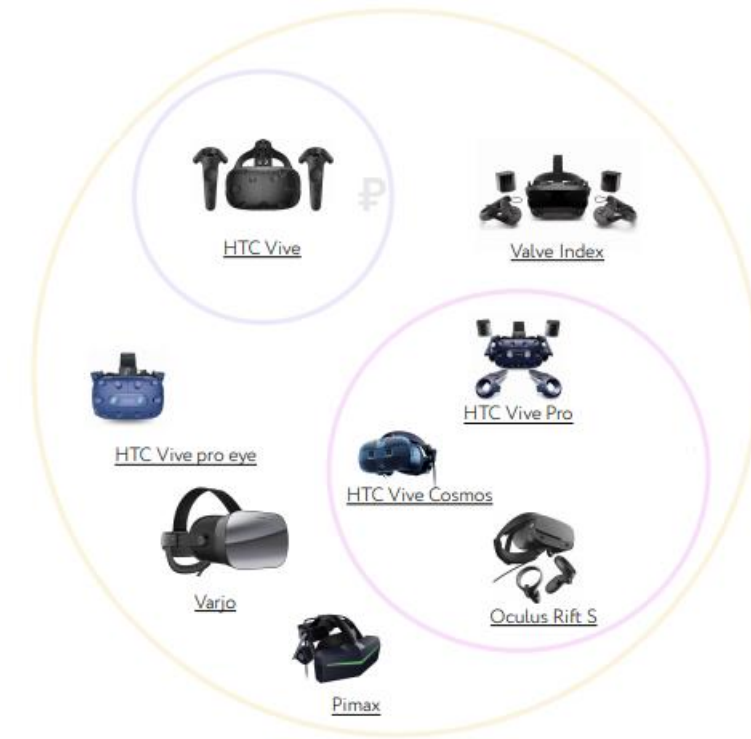 ₽
HTC Vive
Valve Index
HTC Vive Pro
HTC Vive pro eye
HTC Vive Cosmos
Varjo
Oculus Rift S
Pimax